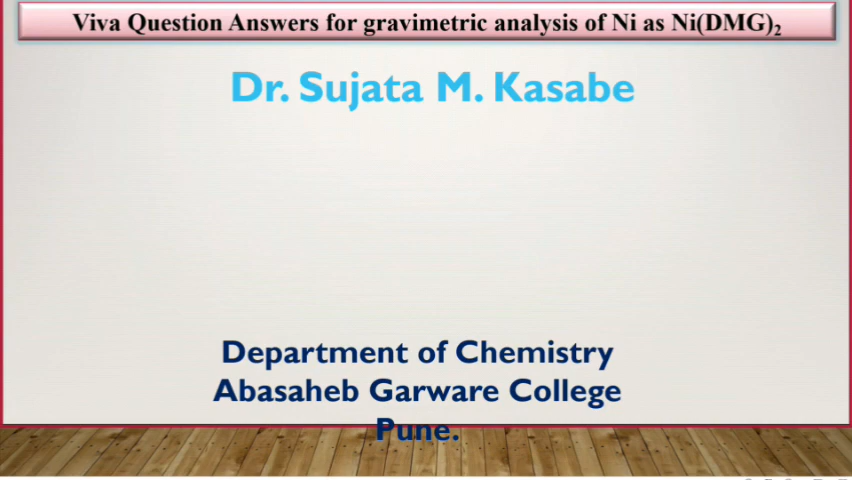 Viva Question Answers for gravimetric analysis of Ni as Ni(DMG)₂
Dr. Sujata M. Kasabe
Department of Chemistry
Abasaheb Garware College
Pune.